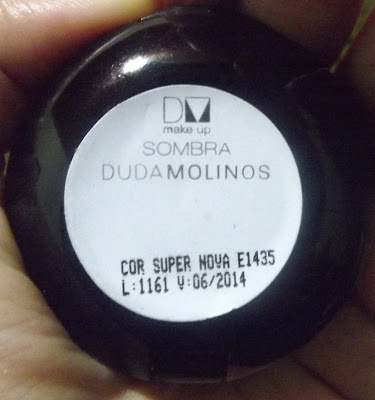 DM
make up
SOMBRA
DUDAMOLINOS
COR SUPER NOVA E1435
L:1161 V:06/2014